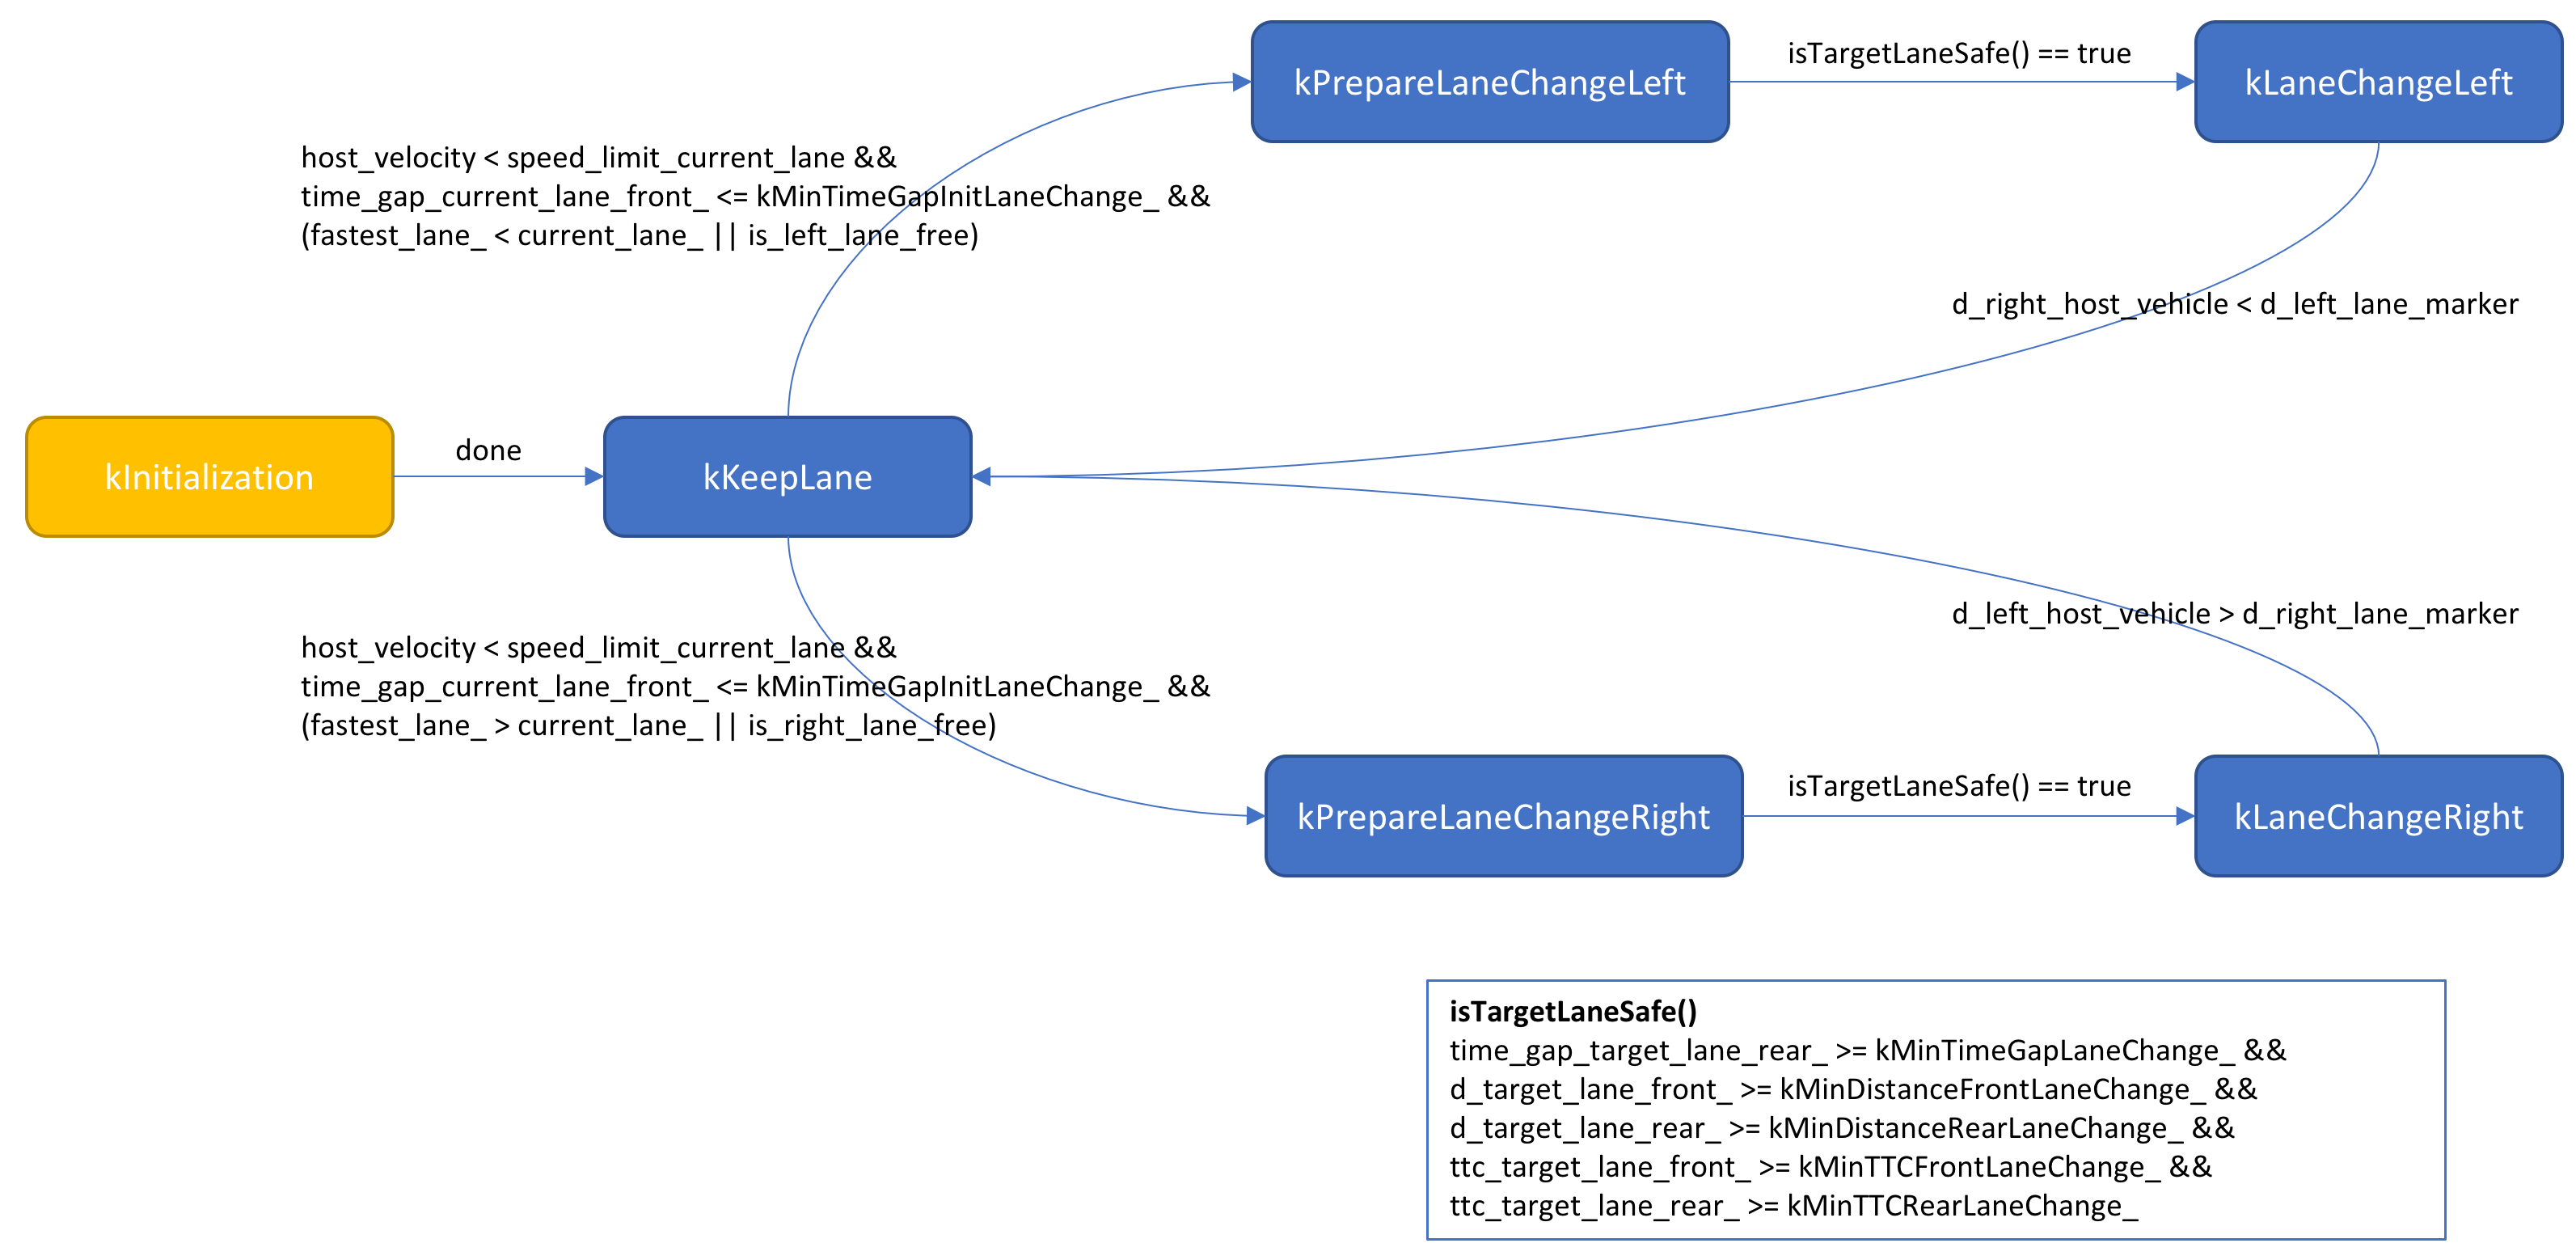 kPrepareLaneChangeLeft
isTargetLaneSafe() == true
kLaneChangeLeft
host_velocity < speed_limit_current_lane &&
time_gap_current_lane_front_ <= kMinTimeGapInitLaneChange_ &&
(fastest_lane_ < current_lane_ || is_left_lane_free)
d_right_host_vehicle < d_left_lane_marker
kInitialization
done
kKeepLane
d_left_host_vehicle > d_right_lane_marker
host_velocity < speed_limit_current_lane &&
time_gap_current_lane_front_ <= kMinTimeGapInitLaneChange_ &&
(fastest_lane_ > current_lane_ || is_right_lane_free)
kPrepareLaneChangeRight
isTargetLaneSafe() == true
kLaneChangeRight
isTargetLaneSafe()
time_gap_target_lane_rear_ >= kMinTimeGapLaneChange_ &&
d_target_lane_front_ >= kMinDistanceFrontLaneChange_ &&
d_target_lane_rear_ >= kMinDistanceRearLaneChange_ &&
ttc_target_lane_front_ >= kMinTTCFrontLaneChange_ &&
ttc_target_lane_rear_ >= kMinTTCRearLaneChange_